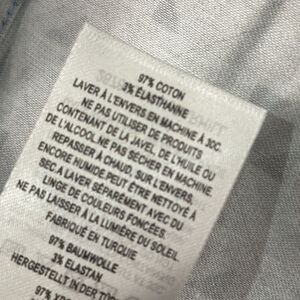 97% COTON
3% ÉLASTHANNE
LAVER À L'ENVERS EN MACHINE À 30C.
NE PAS UTILISER DE PRODUITS
CONTENANT DE LA JAVEL DE L'HUILE OU
DE L'ALCOOL NE PAS SÉCHER EN MACHINE.
REPASSER À CHAUD, SUR L'ENVERS,
ENCORE HUMIDE PEUT ÊTRE NETTOYÉ À
SEC A LAVER SÉPARÉMENT AVEC DU
LINGE DE COULEURS FONCÉES.
NE PAS LAISSER À LA LUMIÈRE DU SOLEIL
FABRIQUÉ EN TURQUIE
97% BAUMWOLLE
3% ELASTAN
HERGESTELLT IN DER TÜR